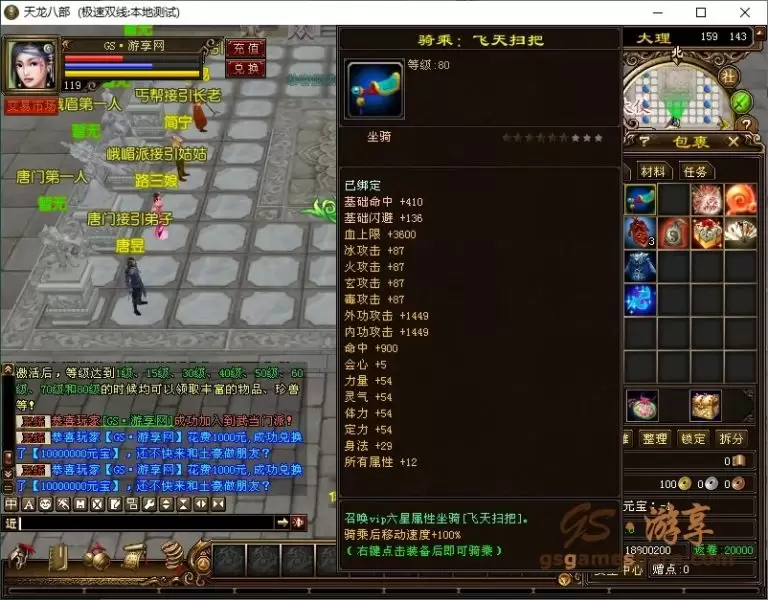 天龙八部 (极速双线:本地测试)
GS·游享网
充值
兑换
119
交易市场
峨眉第一人
暂无
丐帮接引长老
简宁
峨嵋派接引姑姑
路三娘
唐门第一人
暂无
唐门接引弟子
唐昱
骑乘: 飞天扫把
等级:80
坐骑
已绑定
基础命中 +410
基础闪避 +136
血上限 +3600
冰攻击 +87
火攻击 +87
玄攻击 +87
毒攻击 +87
外功攻击 +1449
内功攻击 +1449
命中 +900
会心 +5
力量 +54
灵气 +54
体力 +54
定力 +54
身法 +29
所有属性 +12
召唤vip六星属性坐骑[飞天扫把]。
骑乘后移动速度+100%
(右键点击装备后即可骑乘)
大理
159 143
北
社
? 包裹
材料
任务
3
整理
锁定
拆分
0
100 0 0
元宝:
18900200
返卷:20000
中心
赠点:0
激活后,等级达到1级、15级、30级、40级、50级、60
级、70级和80级的时候均可以领取丰富的物品、珍兽
等!
恭喜玩家[GS·游享网]成功加入到武当门派!
恭喜玩家【GS·游享网】花费1000元,成功兑换
了【10000000元宝】,还不快来和土豪做朋友?
恭喜玩家【GS·游享网】花费1000元,成功兑换
了【10000000元宝】,还不快来和土豪做朋友?
近
GS 游享